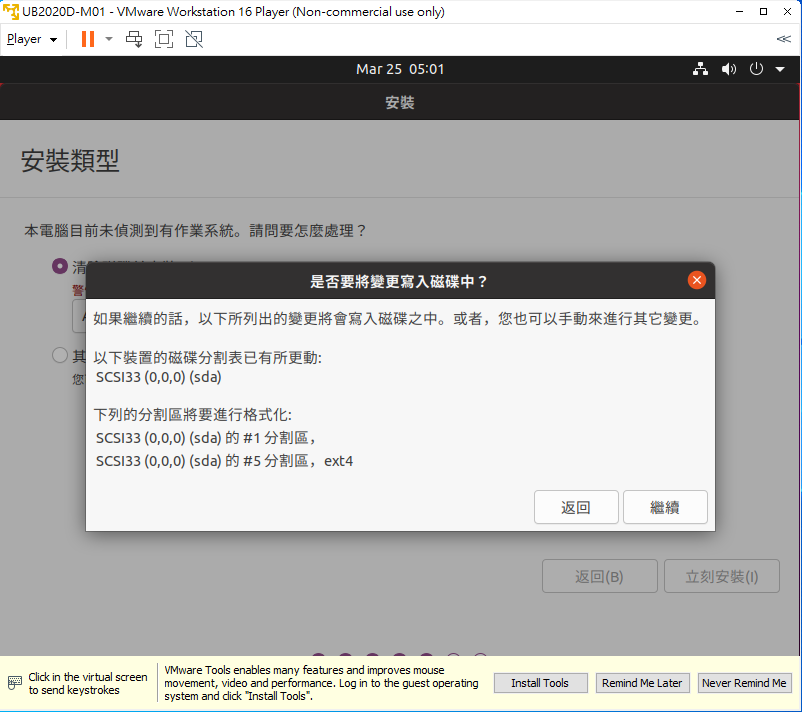 UB2020D-M01 - VMware Workstation 16 Player (Non-commercial use only)
Player
Mar 25 05:01
安裝
安裝類型
本電腦目前未偵測到有作業系統。請問要怎麼處理？
是否要將變更寫入磁碟中？
如果繼續的話，以下所列出的變更將會寫入磁碟之中。或者，您也可以手動來進行其它變更。
以下裝置的磁碟分割表已有所更動:
SCSI33 (0,0,0) (sda)
下列的分割區將要進行格式化:
SCSI33 (0,0,0) (sda) 的 #1 分割區，
SCSI33 (0,0,0) (sda) 的 #5 分割區，ext4
返回
繼續
返回(B)
立刻安裝(I)
Click in the virtual screen
to send keystrokes
VMware Tools enables many features and improves mouse
movement, video and performance. Log in to the guest operating
system and click "Install Tools".
Install Tools
Remind Me Later
Never Remind Me